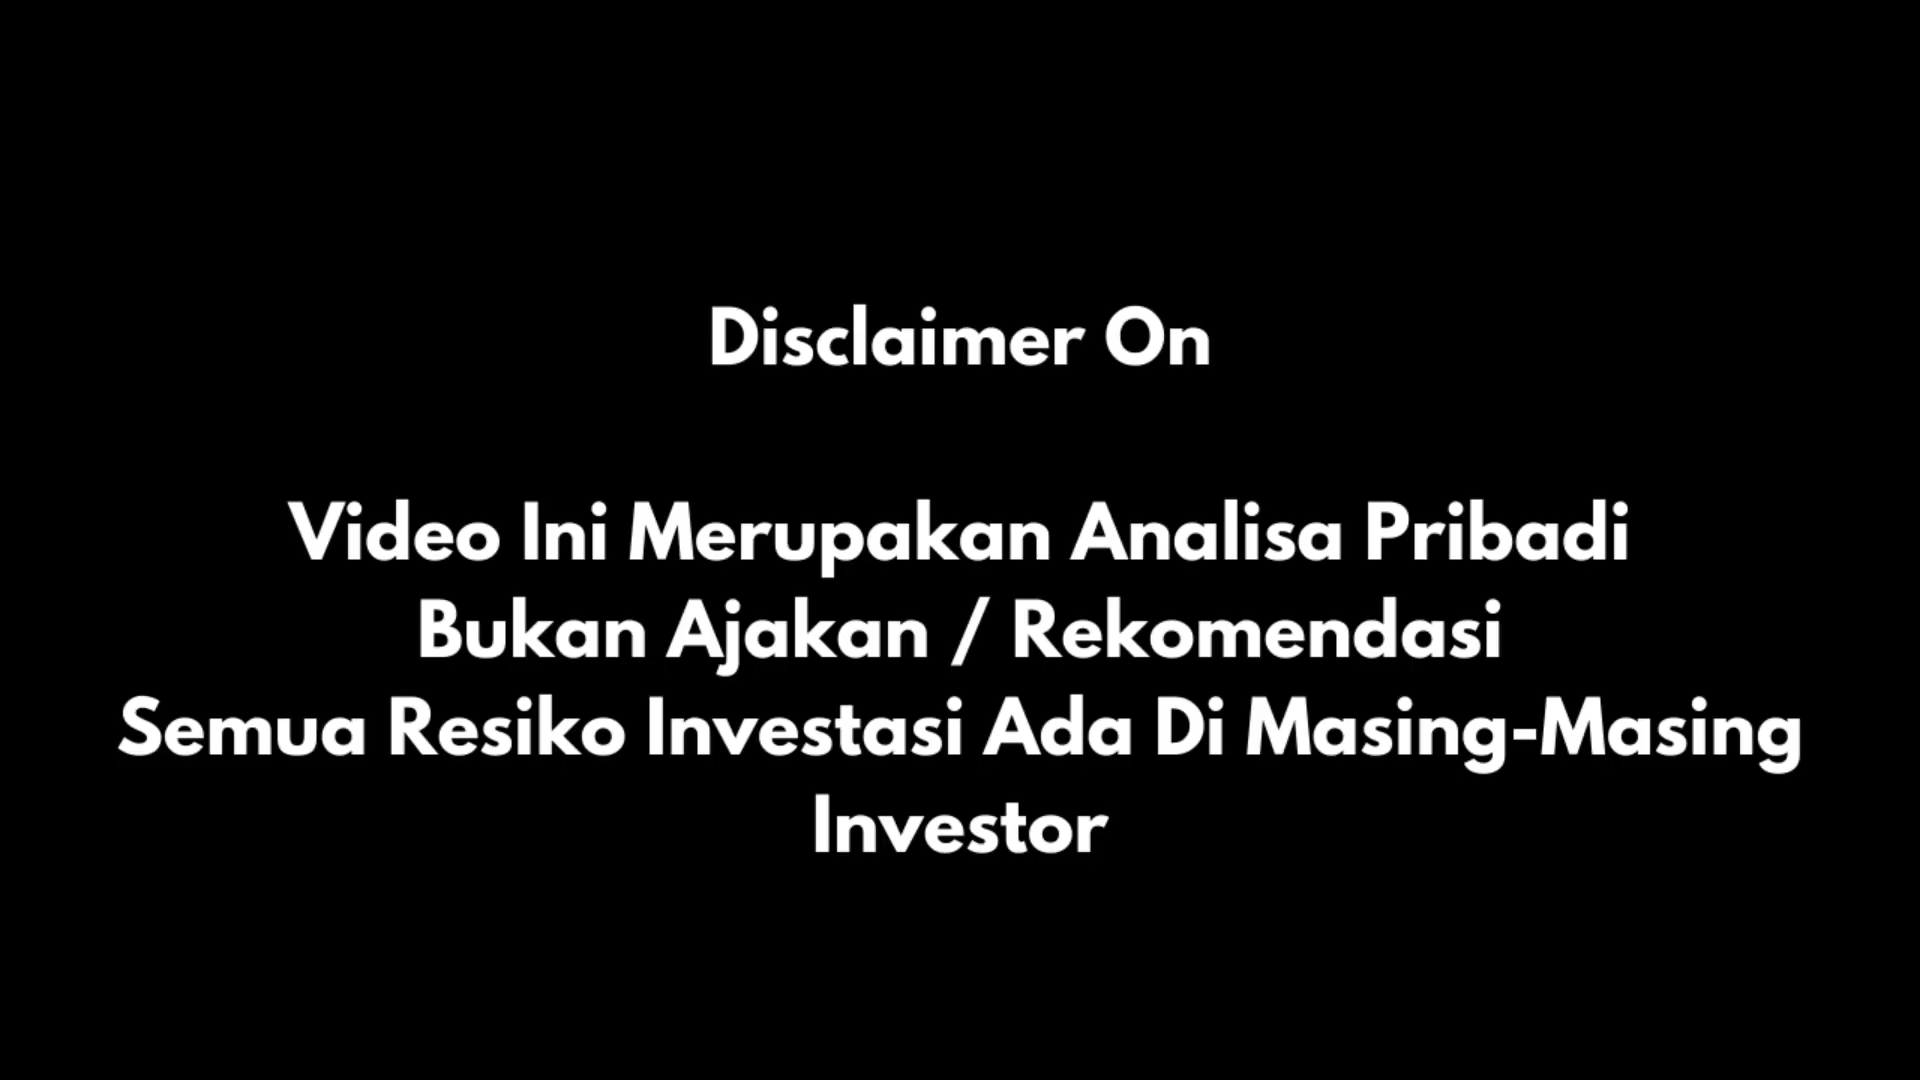 Disclaimer On
Video Ini Merupakan Analisa Pribadi
Bukan Ajakan / Rekomendasi
Semua Resiko Investasi Ada Di Masing-Masing
Investor